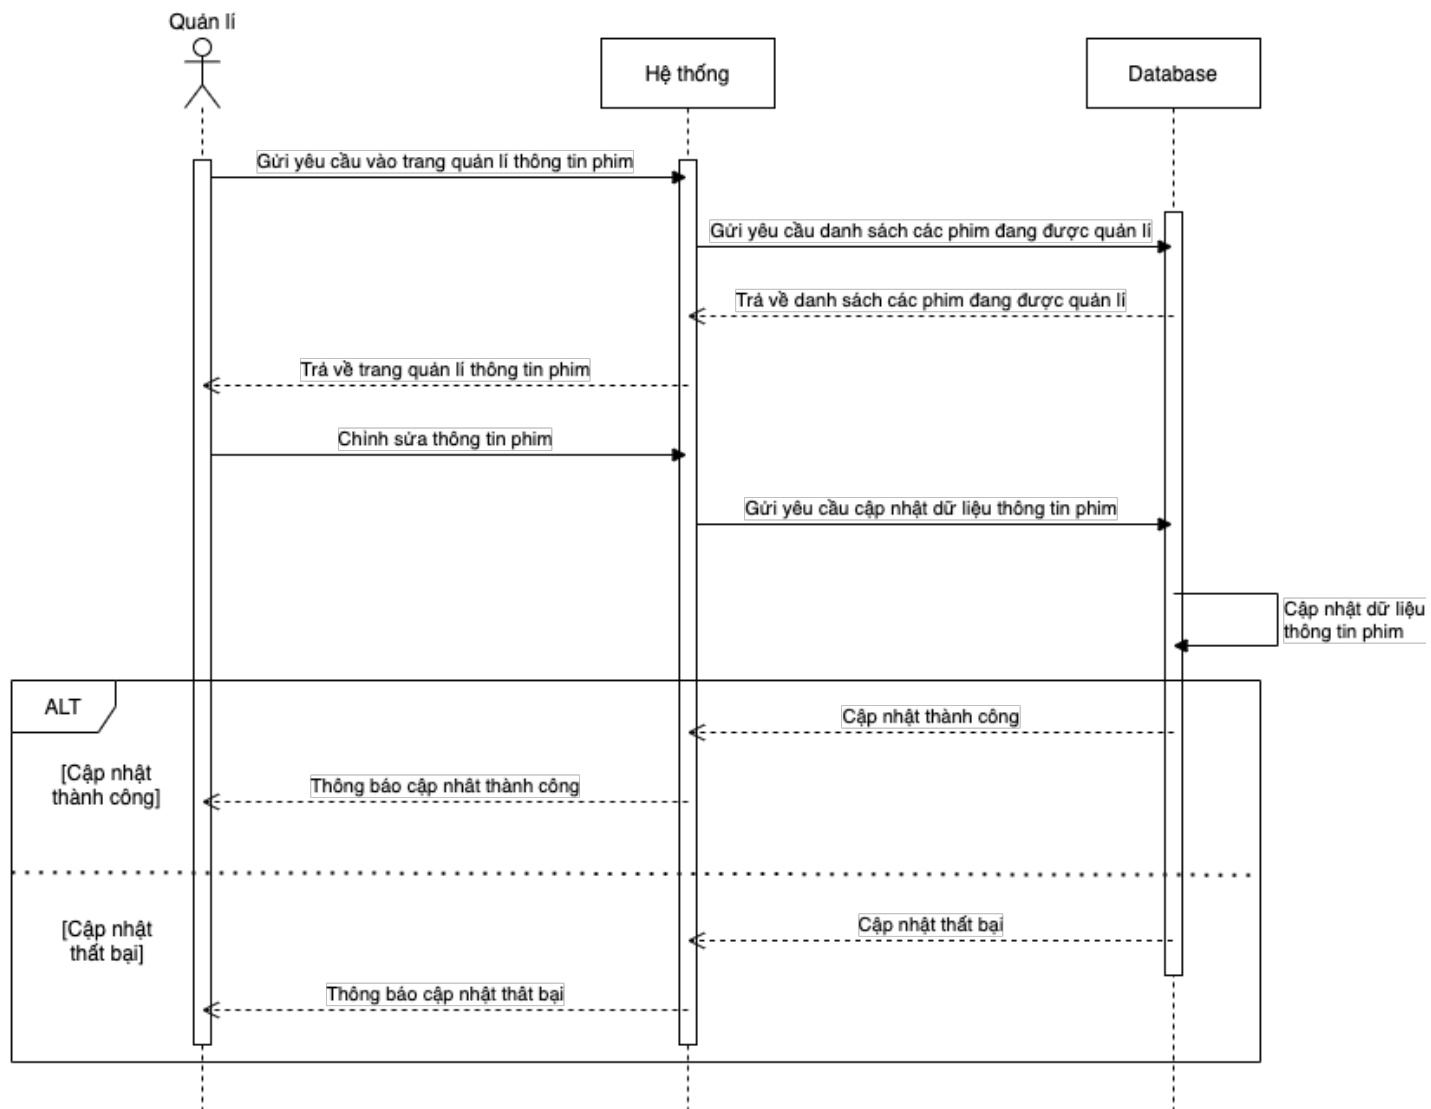 Quản lí
Hệ thống
Database
Gửi yêu cầu vào trang quản lí thông tin phim
Gửi yêu cầu danh sách các phim đang được quản lí
Trả về danh sách các phim đang được quản lí
Trả về trang quản lí thông tin phim
Chỉnh sửa thông tin phim
Gửi yêu cầu cập nhật dữ liệu thông tin phim
Cập nhật dữ liệu
thông tin phim
ALT
Cập nhật thành công
[Cập nhật
thành công]
Thông báo cập nhât thành công
[Cập nhật
thất bại]
Cập nhật thất bại
Thông báo cập nhật thât bại